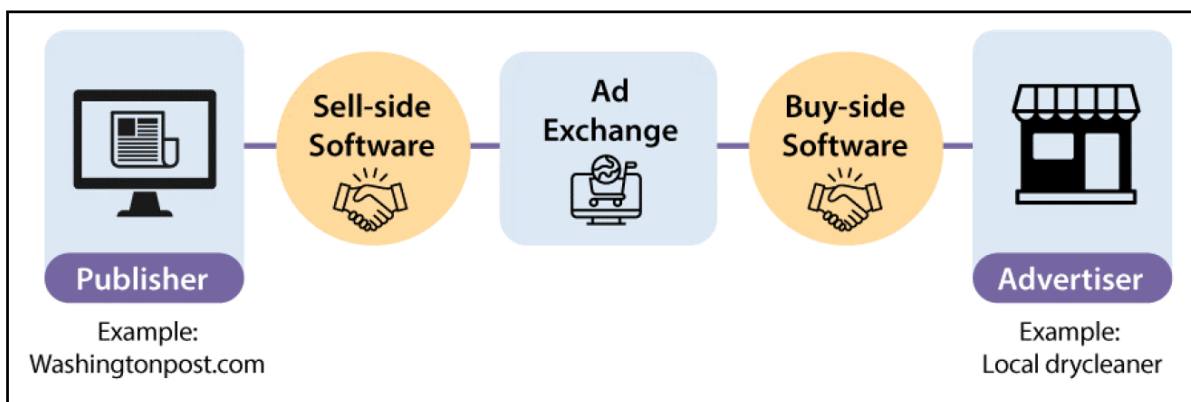 Sell-side
Software
Ad
Exchange
Buy-side
Software
Publisher
Advertiser
Example:
Washingtonpost.com
Example:
Local drycleaner